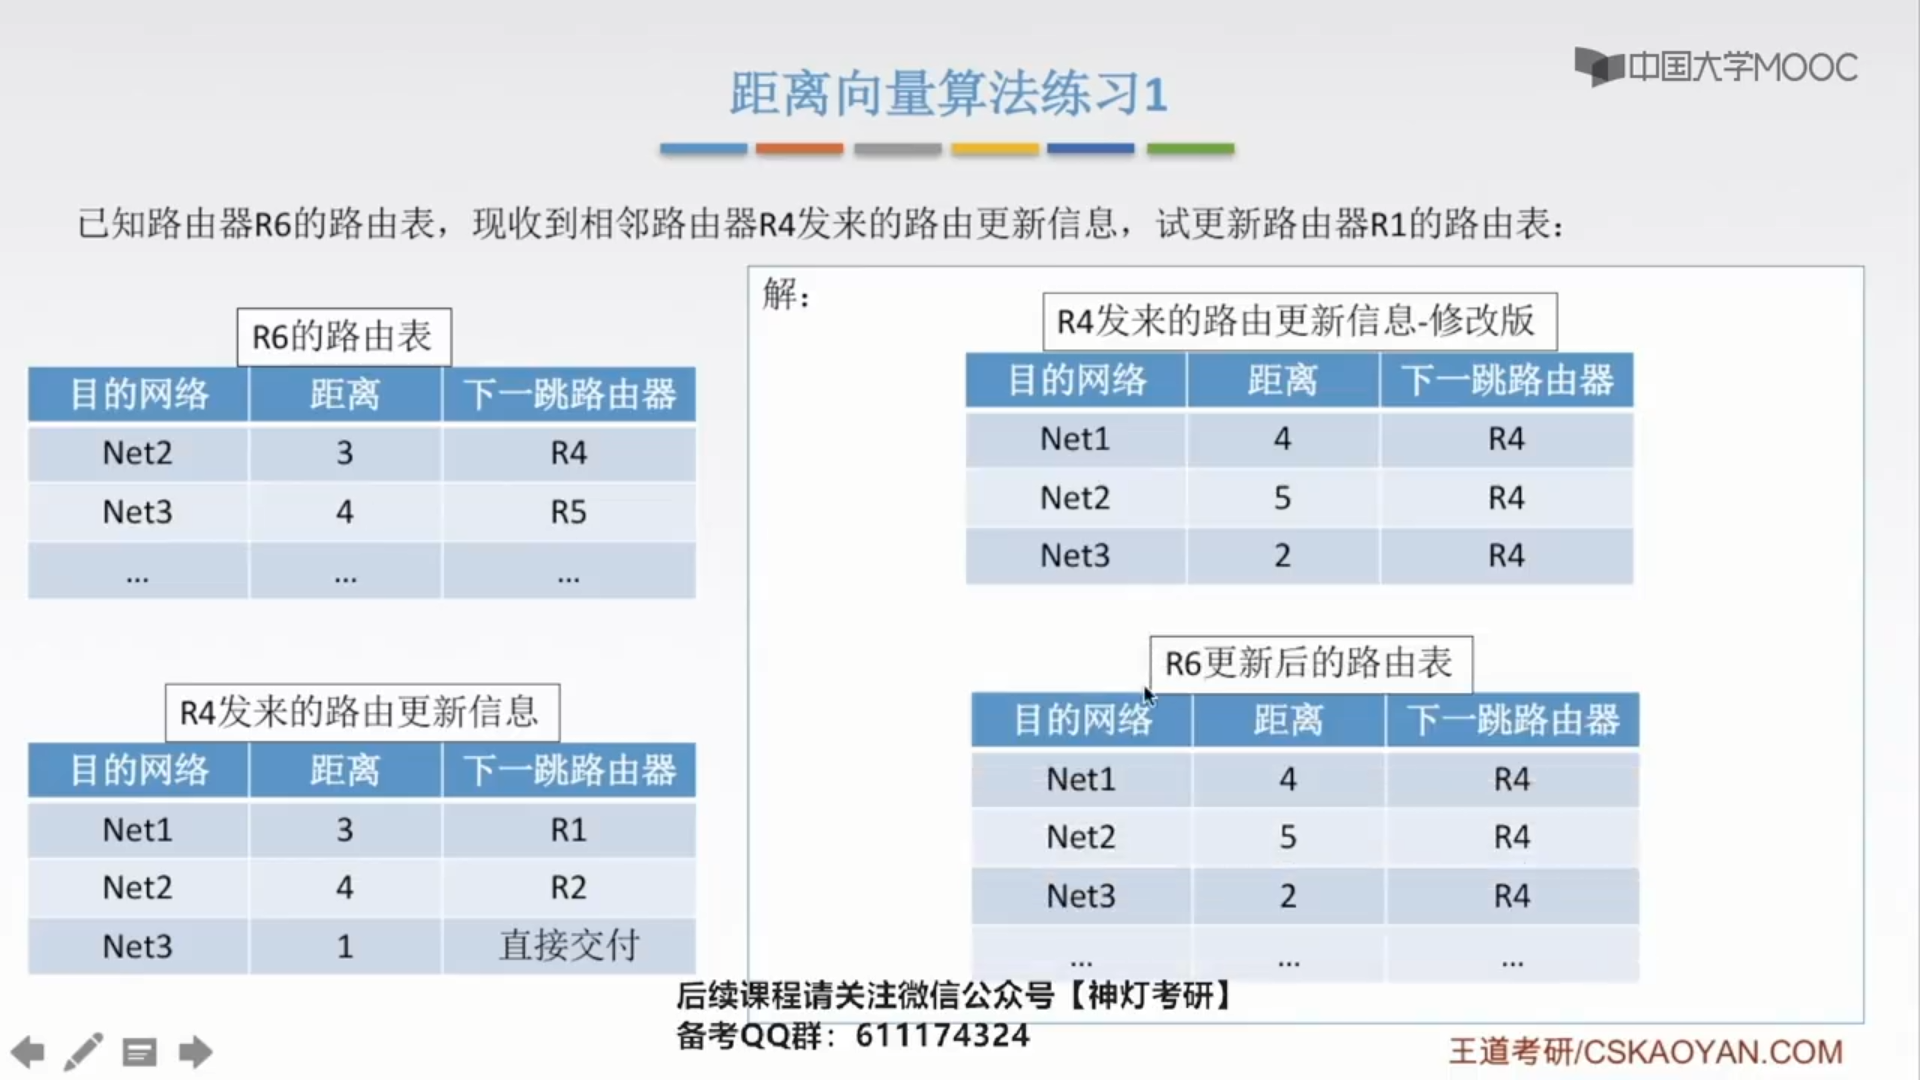 中国大学MOOC
距离向量算法练习1
已知路由器R6的路由表，现收到相邻路由器R4发来的路由更新信息，试更新路由器R1的路由表：
R6的路由表
目的网络 距离 下一跳路由器
Net2 3 R4
Net3 4 R5
... ... ...
R4发来的路由更新信息
目的网络 距离 下一跳路由器
Net1 3 R1
Net2 4 R2
Net3 1 直接交付
解：
R4发来的路由更新信息-修改版
目的网络 距离 下一跳路由器
Net1 4 R4
Net2 5 R4
Net3 2 R4
R6更新后的路由表
目的网络 距离 下一跳路由器
Net1 4 R4
Net2 5 R4
Net3 2 R4
... ... ...
后续课程请关注微信公众号【神灯考研】
备考QQ群：611174324
王道考研/CSKAOYAN.COM